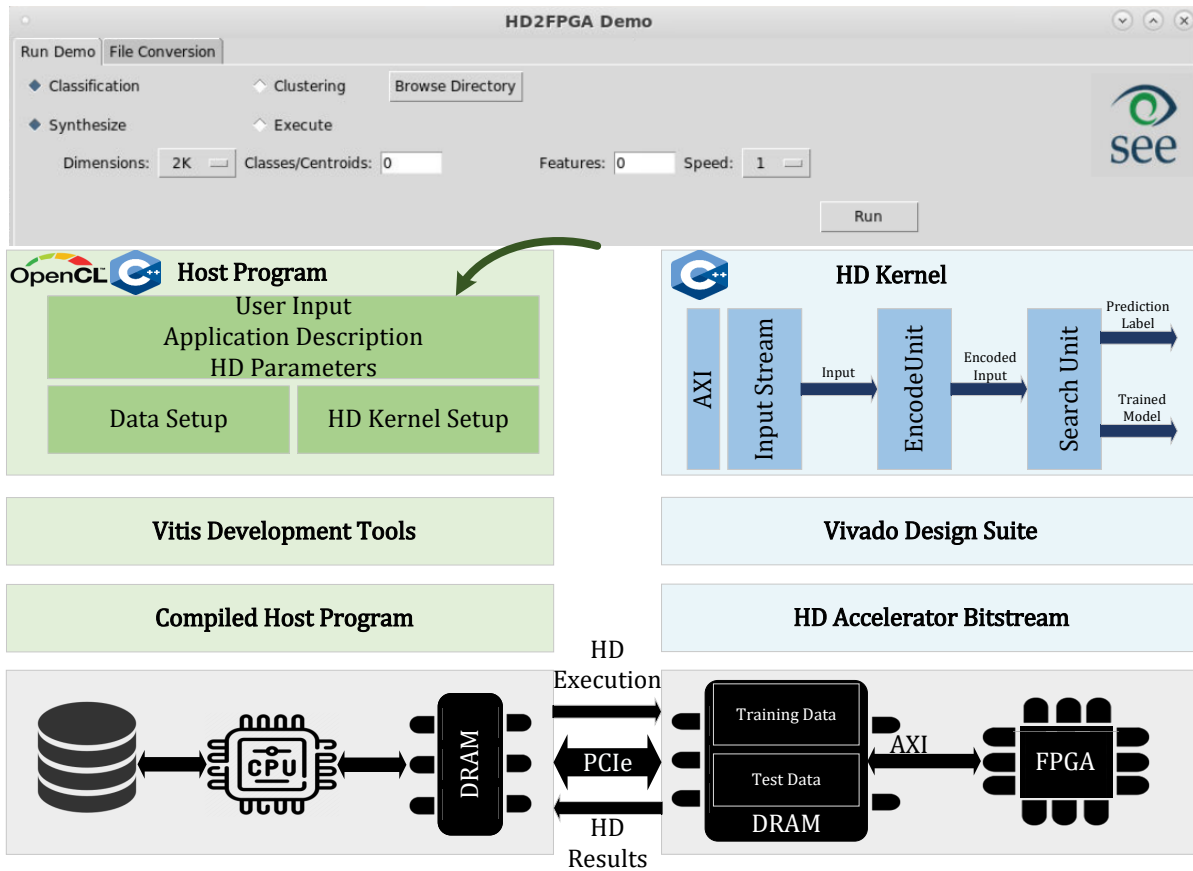 HD2FPGA Demo
Run Demo File Conversion
Classification Clustering Browse Directory
Synthesize Execute
Dimensions: 2K Classes/Centroids: 0 Features: 0 Speed: 1
see
Run
OpenCL C++ Host Program
User Input
Application Description
HD Parameters
Data Setup HD Kernel Setup
C++ HD Kernel
AXI
Input Stream
Input
EncodeUnit
Encoded
Input
Search Unit
Prediction
Label
Trained
Model
Vitis Development Tools
Vivado Design Suite
Compiled Host Program
HD Accelerator Bitstream
CPU
DRAM
HD
Execution
PCIe
HD
Results
Training Data
Test Data
DRAM
AXI
FPGA